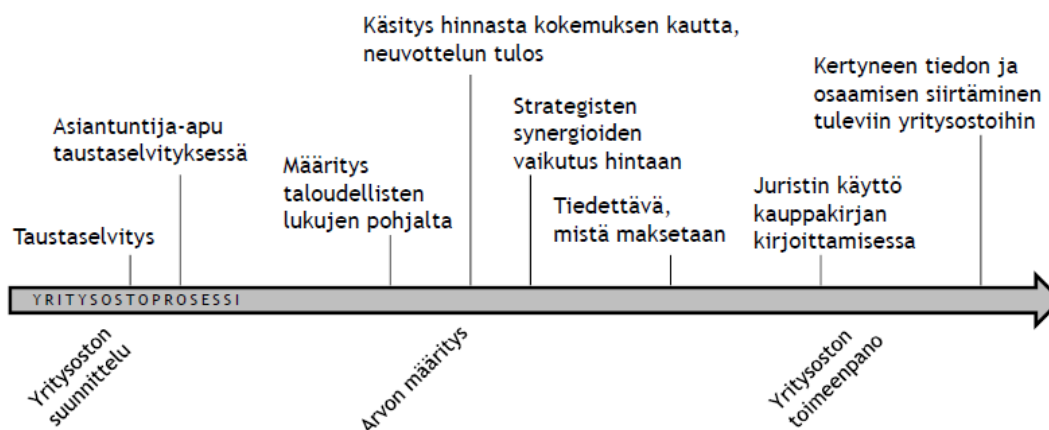 Käsitys hinnasta kokemuksen kautta,
neuvottelun tulos
Kertyneen tiedon ja
osaamisen siirtäminen
tuleviin yritysostoihin
Strategisten
synergioiden
vaikutus hintaan
Asiantuntija-apu
taustaselvityksessä
Määritys
taloudellisten
lukujen pohjalta
Juristin käyttö
kauppakirjan
kirjoittamisessa
Tiedettävä,
mistä maksetaan
Taustaselvitys
YRITYSOSTOPROSESSI
Yritysoston
suunnittelu
Arvon määritys
Yritysoston
toimeenpano